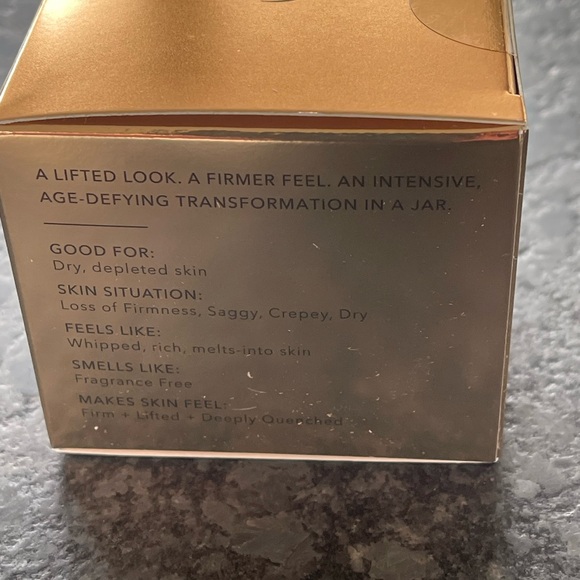 A LIFTED LOOK. A FIRMER FEEL. AN INTENSIVE,
AGE-DEFYING TRANSFORMATION IN A JAR.
GOOD FOR:
Dry, depleted skin
SKIN SITUATION:
Loss of Firmness, Saggy, Crepey, Dry
FEELS LIKE:
Whipped, rich, melts-into skin
SMELLS LIKE:
Fragrance Free
MAKES SKIN FEEL:
Firm + Lifted + Deeply Quenched